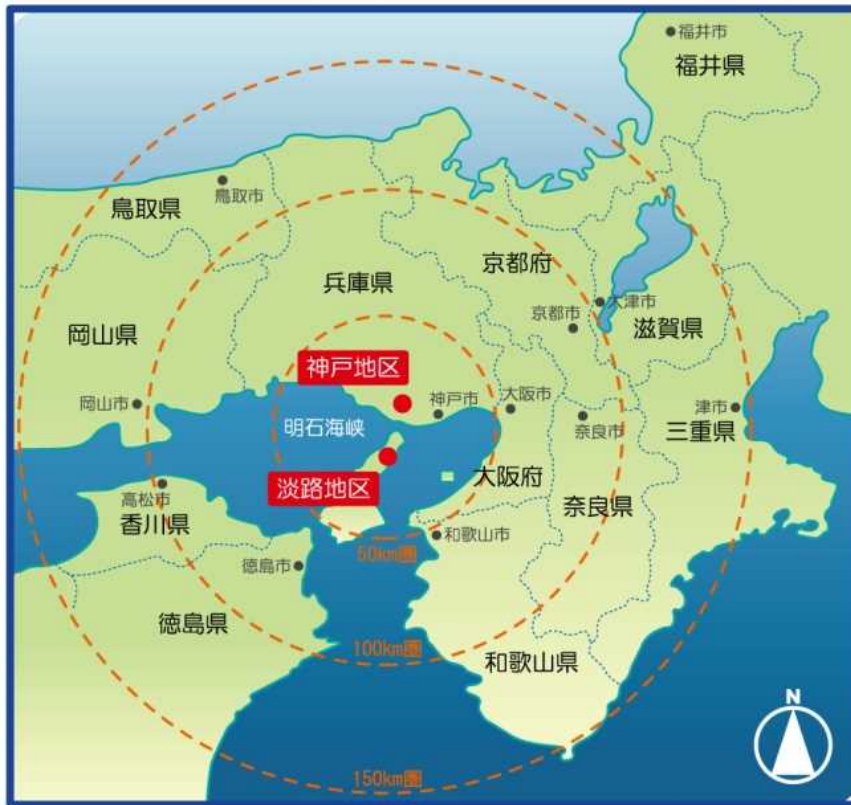 福井市
福井県
鳥取市
鳥取県
京都府
兵庫県
大津市
京都市
滋賀県
岡山県
神戸地区
岡山市
神戸市
大阪市
奈良市
津市
三重県
明石海峡
大阪府
淡路地区
高松市
香川県
奈良県
和歌山市
50km圏
徳島市
徳島県
100km圏
和歌山県
N
150km圏